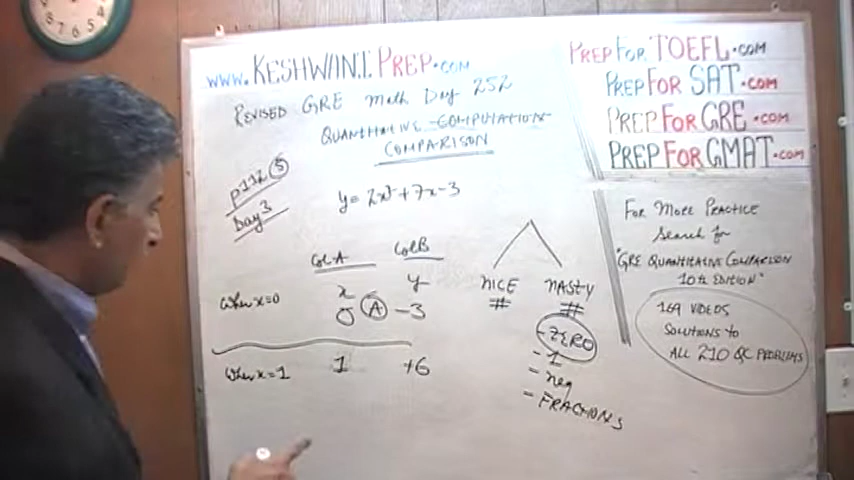 www.KESHWANIPREP.com
REVISED GRE Math Day 252
QUANTITATIVE COMPUTATION
COMPARISON
p112 5
Day 3
y = 2x² + 7x - 3
Col A Col B
x y
When x=0 0 A -3
When x=1 1 +6
NICE NASTY
# #
- ZERO
- 1
- neg
- FRACTIONS
PREPFORTOEFL.com
PREPFORSAT.com
PREPFORGRE.com
PREPFORGMAT.com
FOR MORE PRACTICE
Search for
"GRE QUANTITATIVE COMPARISON
10th EDITION"
169 VIDEOS
SOLUTIONS to
ALL 210 QC PROBLEMS